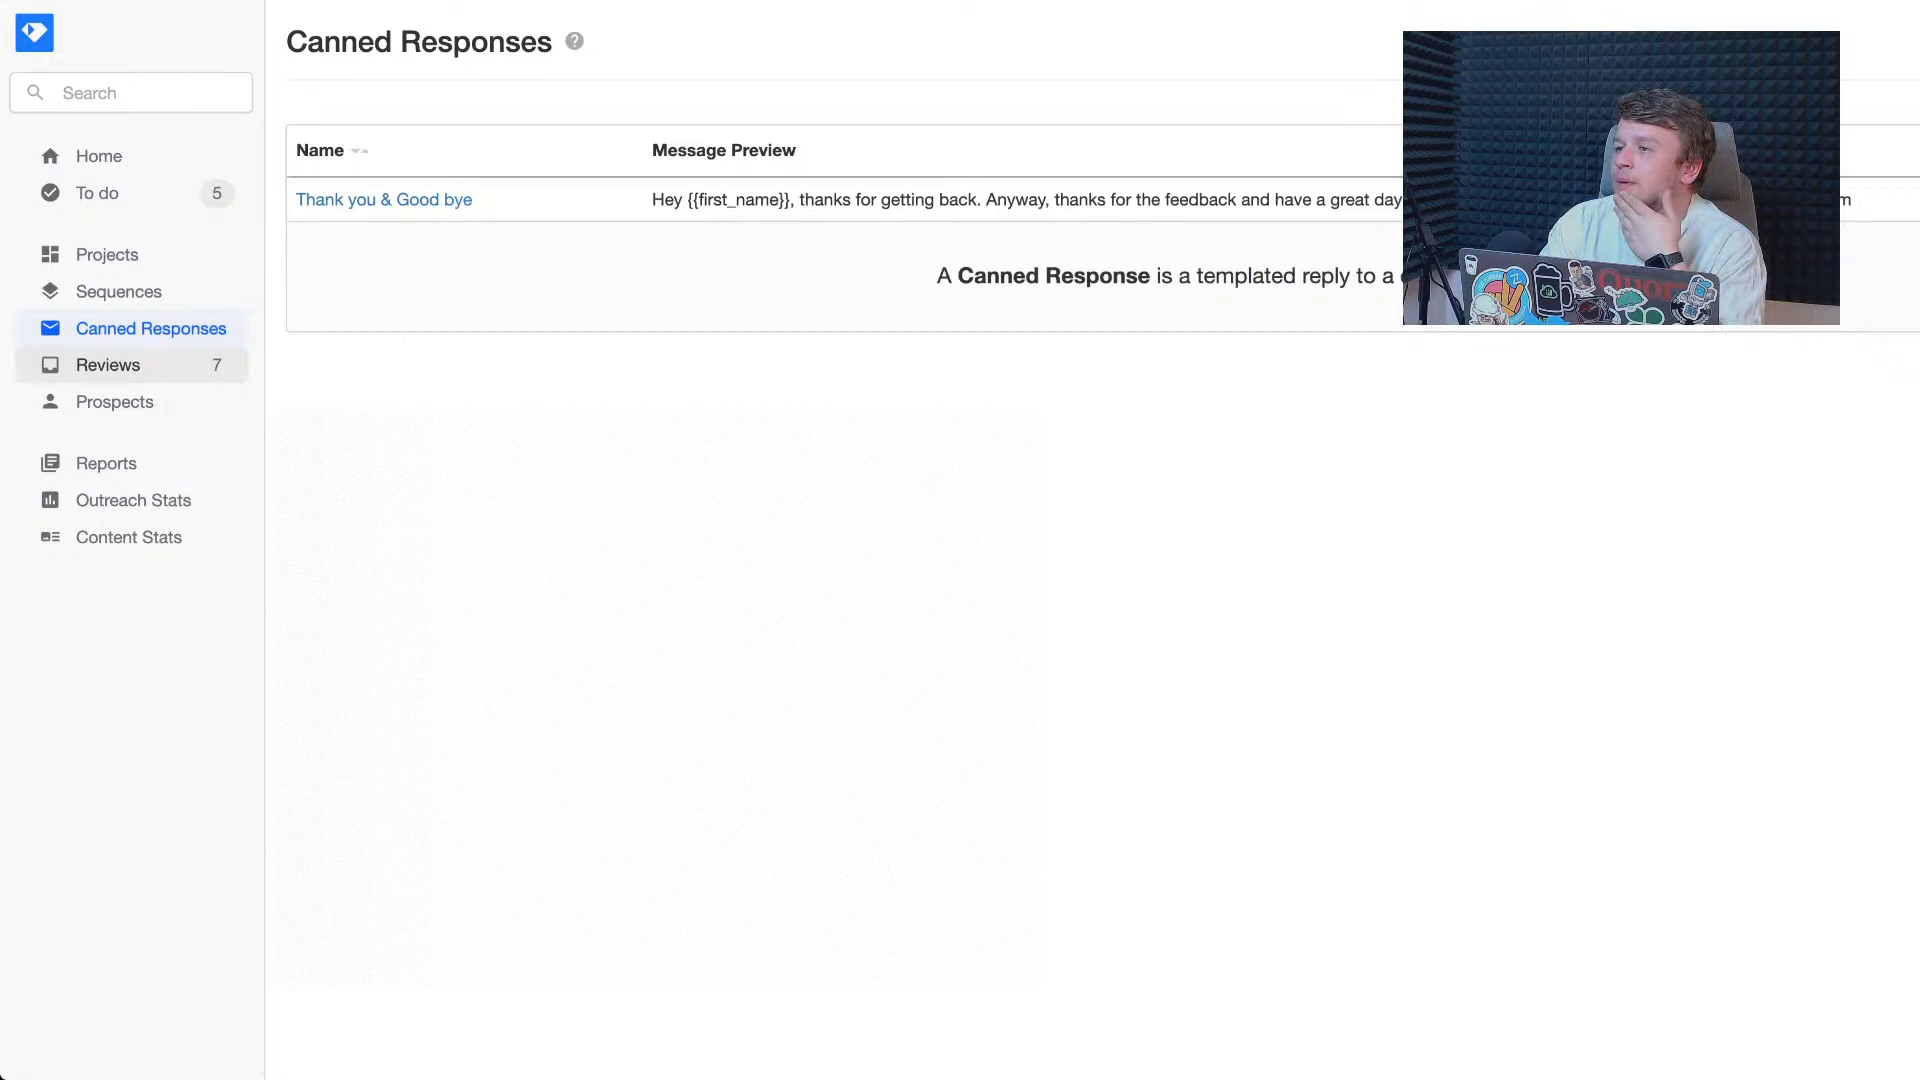 Canned Responses ?
Search
Home
To do 5
Projects
Sequences
Canned Responses
Reviews 7
Prospects
Reports
Outreach Stats
Content Stats
Name
Message Preview
Thank you & Good bye
Hey {{first_name}}, thanks for getting back. Anyway, thanks for the feedback and have a great day
A Canned Response is a templated reply to a
Quora